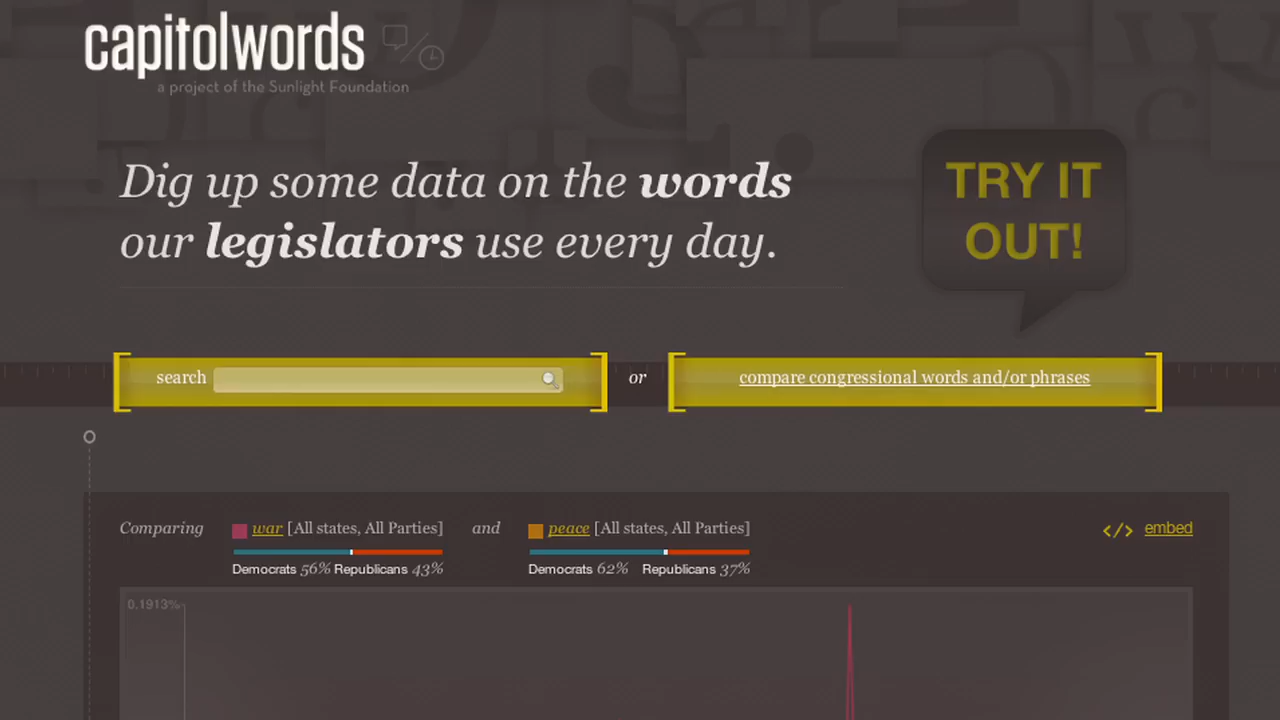 capitolwords
a project of the Sunlight Foundation
Dig up some data on the words
our legislators use every day.
TRY IT
OUT!
search
or
compare congressional words and/or phrases
Comparing war [All states, All Parties] and peace [All states, All Parties] </> embed
Democrats 56% Republicans 43% Democrats 62% Republicans 37%
0.1913%